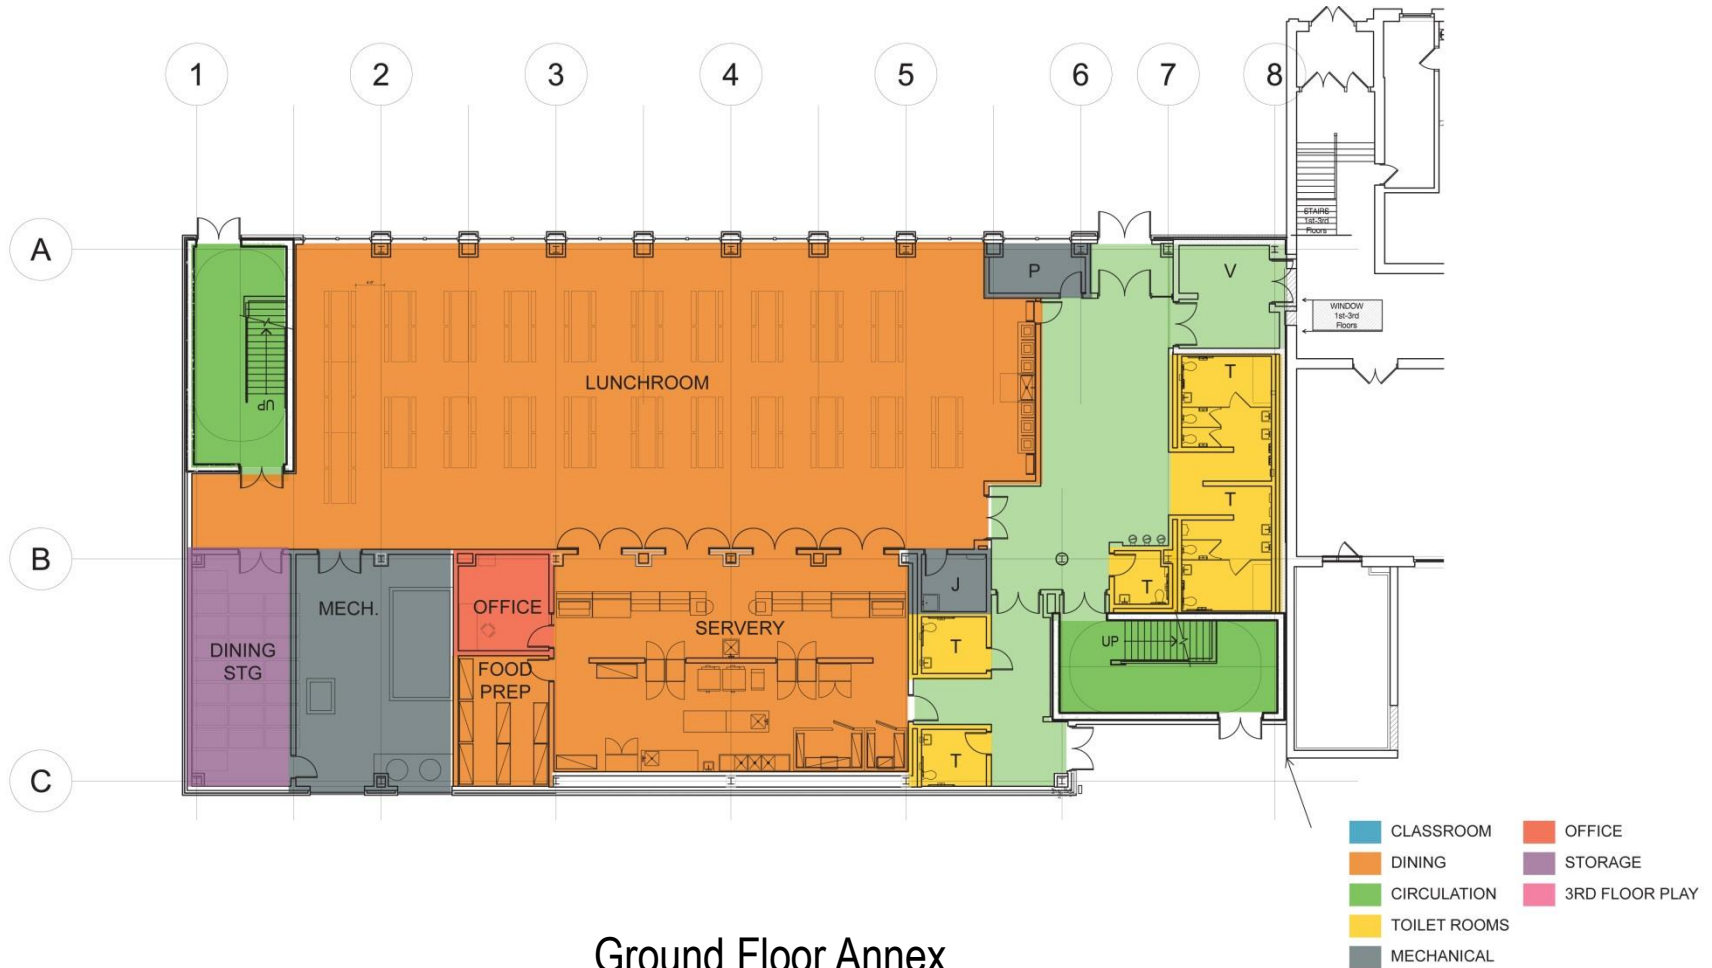 1 2 3 4 5 6 7 8
STAIRS
1st-3rd
Floors
A
P
V
WINDOW
1st-3rd
Floors
T
LUNCHROOM
UP
T
B
J
T
MECH.
OFFICE
SERVERY
UP
T
DINING
STG
FOOD
PREP
T
C
CLASSROOM
OFFICE
DINING
STORAGE
CIRCULATION
3RD FLOOR PLAY
TOILET ROOMS
MECHANICAL
Ground Floor Annex